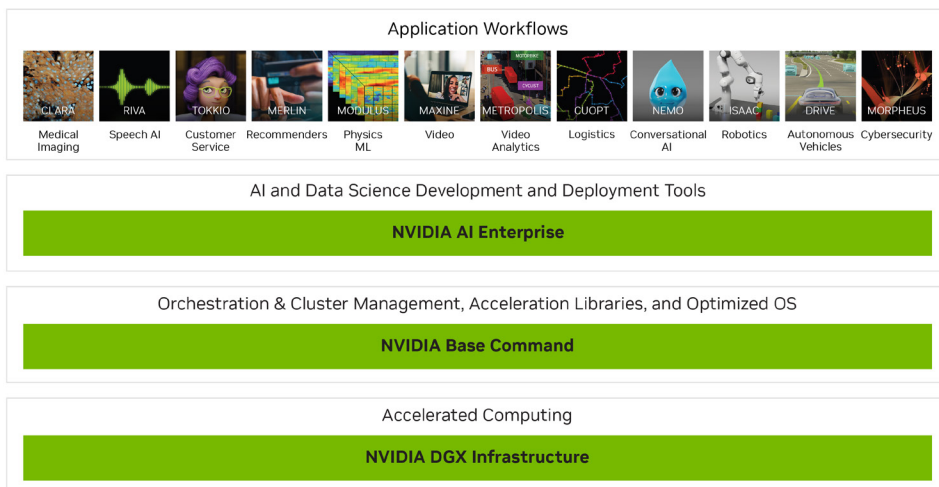 Application Workflows
CLARA
RIVA
TOKKIO
MERLIN
MODULUS
MAXINE
MOTORBIKE
BUS
CYCLIST
METROPOLIS
CUOPT
NEMO
ISAAC
DRIVE
MORPHEUS
Medical
Imaging
Speech AI
Customer
Service
Recommenders
Physics
ML
Video
Video
Analytics
Logistics
Conversational
AI
Robotics
Autonomous
Vehicles
Cybersecurity
AI and Data Science Development and Deployment Tools
NVIDIA AI Enterprise
Orchestration & Cluster Management, Acceleration Libraries, and Optimized OS
NVIDIA Base Command
Accelerated Computing
NVIDIA DGX Infrastructure